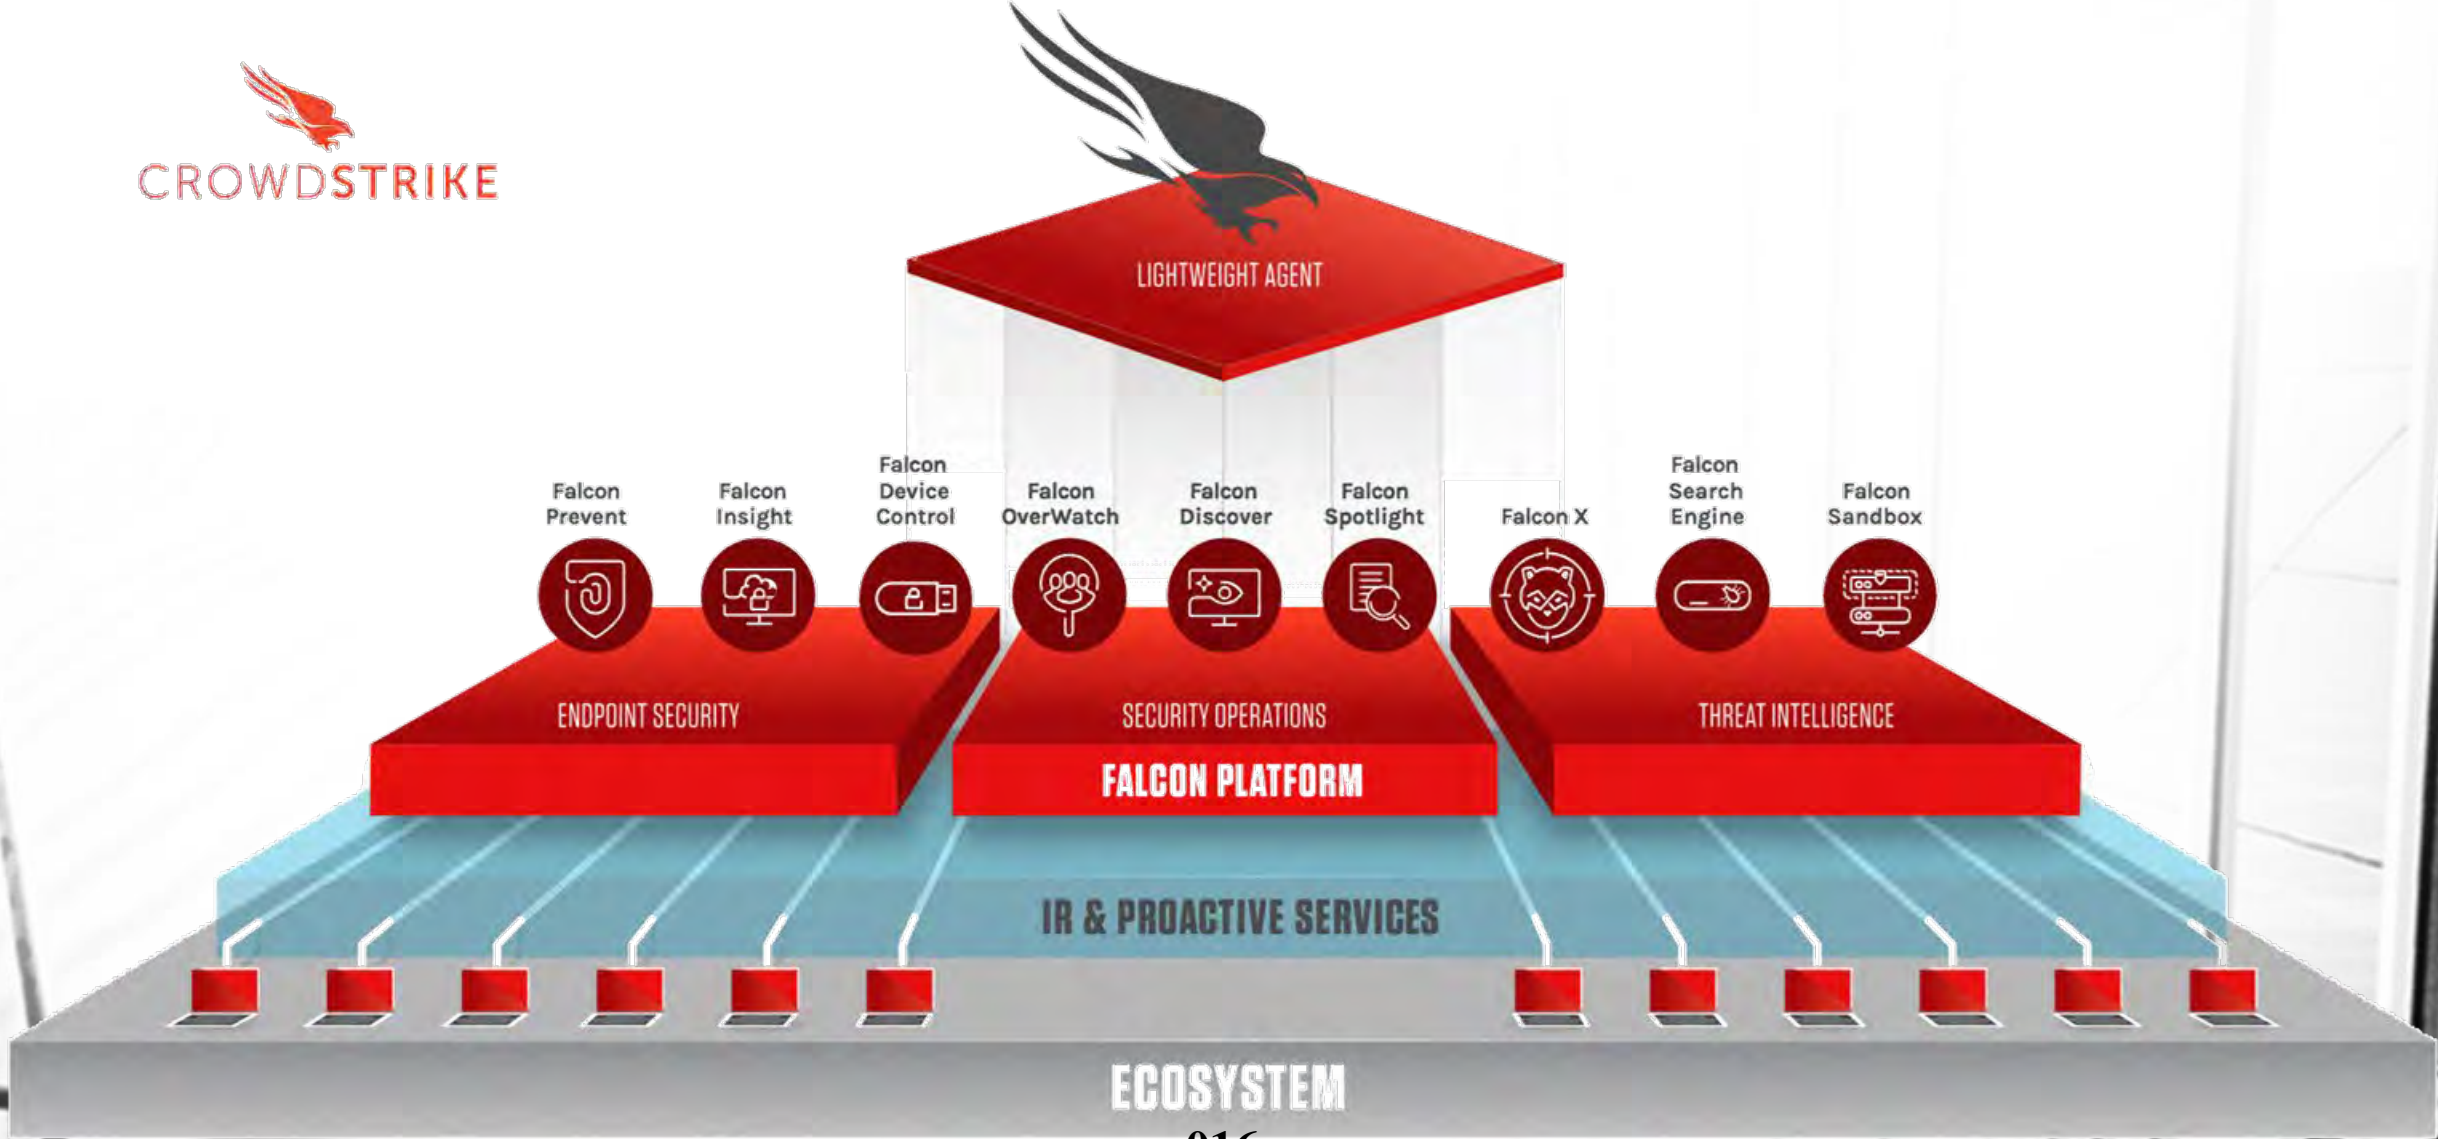 CROWDSTRIKE
LIGHTWEIGHT AGENT
Falcon
Prevent
Falcon
Insight
Falcon
Device
Control
Falcon
OverWatch
Falcon
Discover
Falcon
Spotlight
Falcon X
Falcon
Search
Engine
Falcon
Sandbox
ENDPOINT SECURITY
SECURITY OPERATIONS
THREAT INTELLIGENCE
FALCON PLATFORM
IR & PROACTIVE SERVICES
ECOSYSTEM